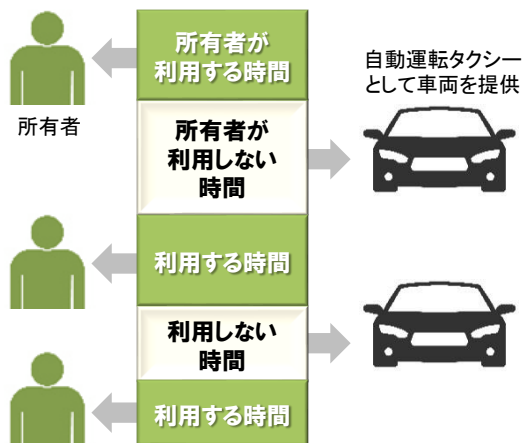 所有者が
利用する時間
自動運転タクシー
として車両を提供
所有者
所有者が
利用しない
時間
利用する時間
利用しない
時間
利用する時間